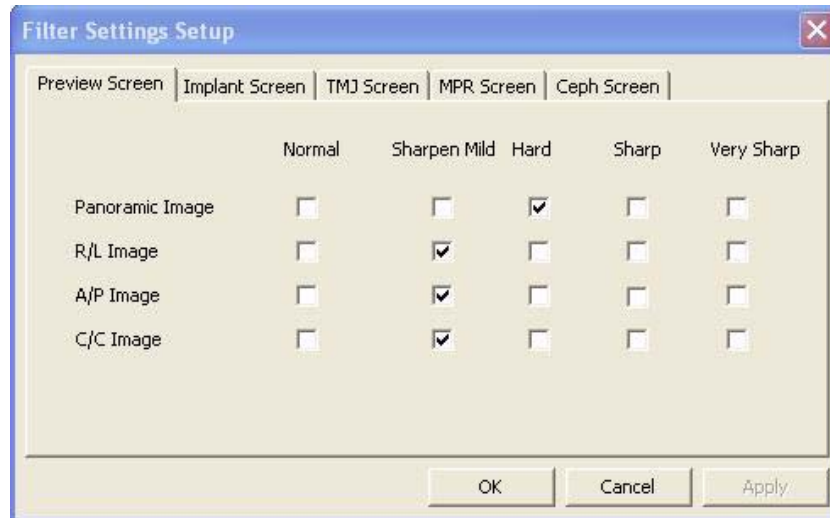 Filter Settings Setup
Preview Screen Implant Screen TMJ Screen MPR Screen Ceph Screen
Normal Sharpen Mild Hard Sharp Very Sharp
Panoramic Image
R/L Image
A/P Image
C/C Image
OK Cancel Apply